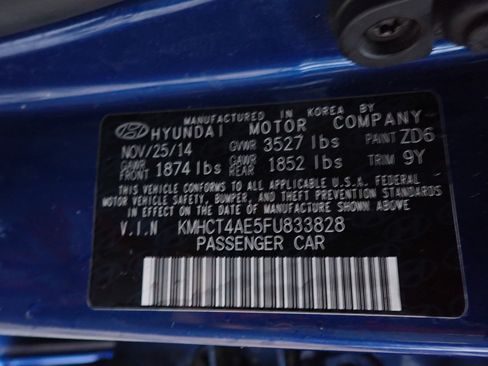 MANUFACTURED IN KOREA BY
HYUNDAI MOTOR COMPANY
NOV/25/14 GVWR 3527 lbs PAINT ZD6
GAWR FRONT 1874 lbs GAWR REAR 1852 lbs TRIM 9Y
THIS VEHICLE CONFORMS TO ALL APPLICABLE U.S.A. FEDERAL
MOTOR VEHICLE SAFETY, BUMPER, AND THEFT PREVENTION STANDARDS
IN EFFECT ON THE DATE OF MANUFACTURE SHOWN ABOVE.
V.I.N KMHCT4AE5FU833828
PASSENGER CAR